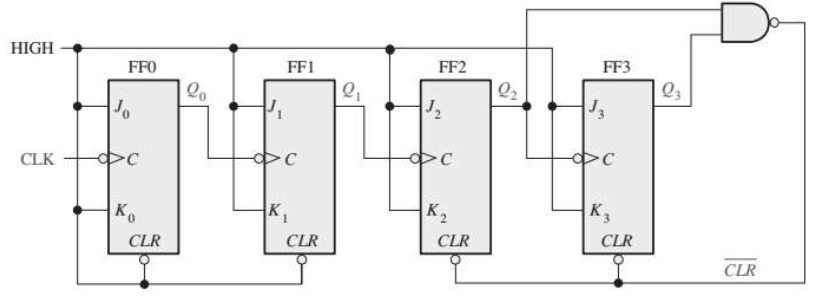 HIGH
FF0 FF1 FF2 FF3
Q0 Q1 Q2 Q3
J0 J1 J2 J3
CLK C C C C
K0 K1 K2 K3
CLR CLR CLR CLR
CLR